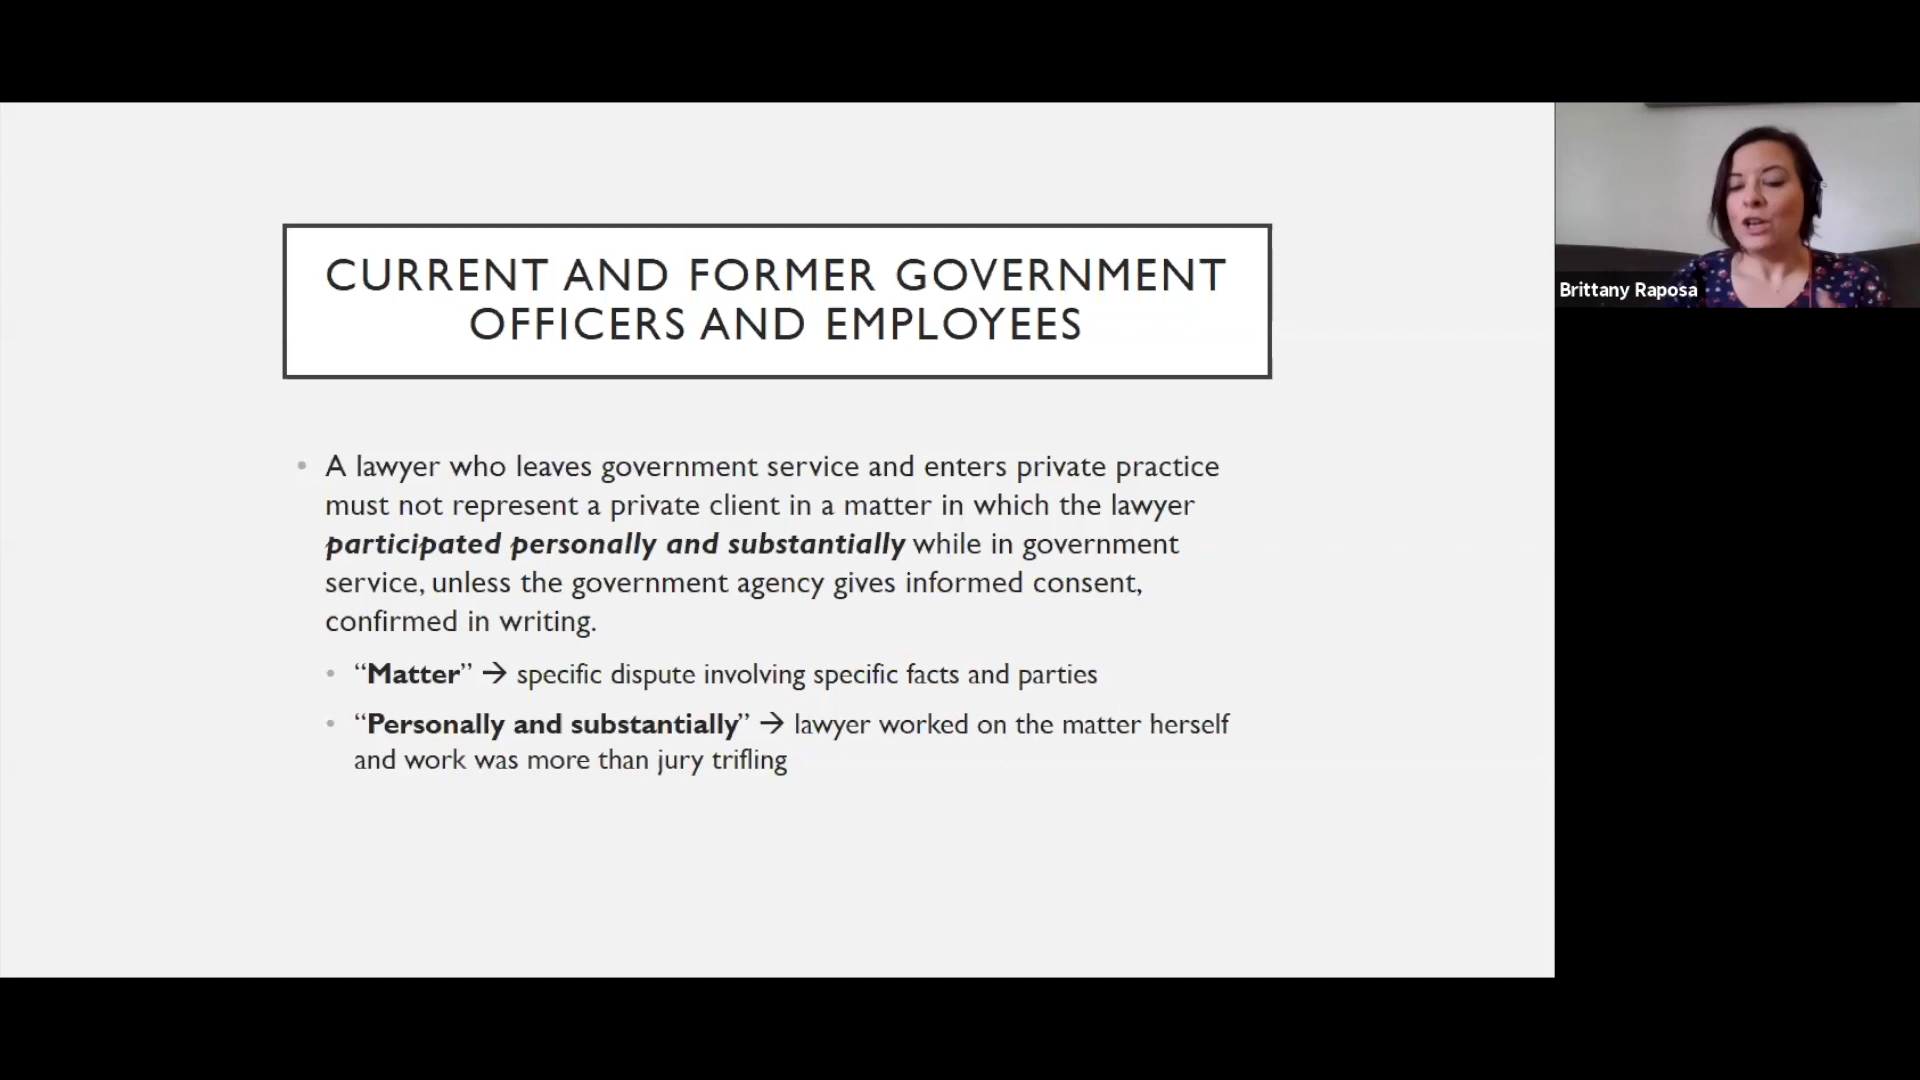 CURRENT AND FORMER GOVERNMENT
OFFICERS AND EMPLOYEES
• A lawyer who leaves government service and enters private practice
must not represent a private client in a matter in which the lawyer
participated personally and substantially while in government
service, unless the government agency gives informed consent,
confirmed in writing.
• “Matter” → specific dispute involving specific facts and parties
• “Personally and substantially” → lawyer worked on the matter herself
and work was more than jury trifling
Brittany Raposa